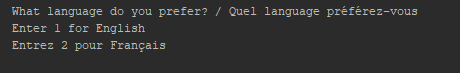 What language do you prefer? / Quel language préférez-vous
Enter 1 for English
Entrez 2 pour Français